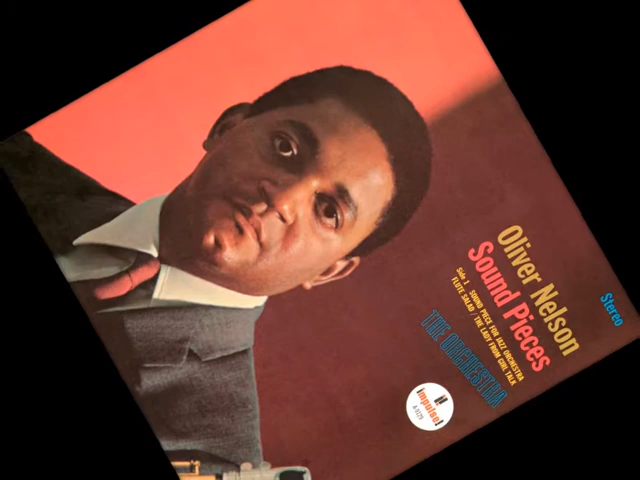 Stereo
Oliver Nelson
Sound Pieces
Side 1 SOUND PIECE FOR JAZZ ORCHESTRA
FLUTE SALAD / THE LADY FROM GIRL TALK
THE ORCHESTRA
impulse!
A-9129